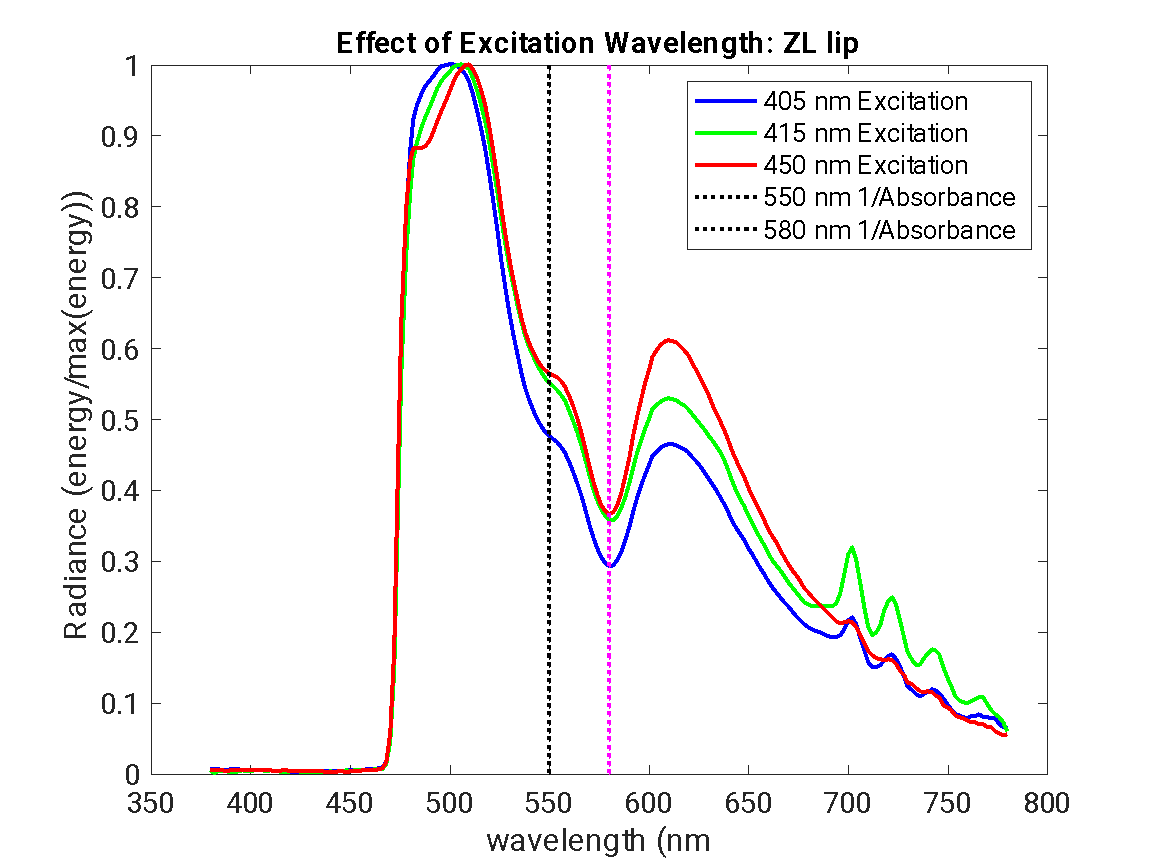 Effect of Excitation Wavelength: ZL lip
Radiance (energy/max(energy))
1
0.9
0.8
0.7
0.6
0.5
0.4
0.3
0.2
0.1
0
405 nm Excitation
415 nm Excitation
450 nm Excitation
550 nm 1/Absorbance
580 nm 1/Absorbance
350 400 450 500 550 600 650 700 750 800
wavelength (nm